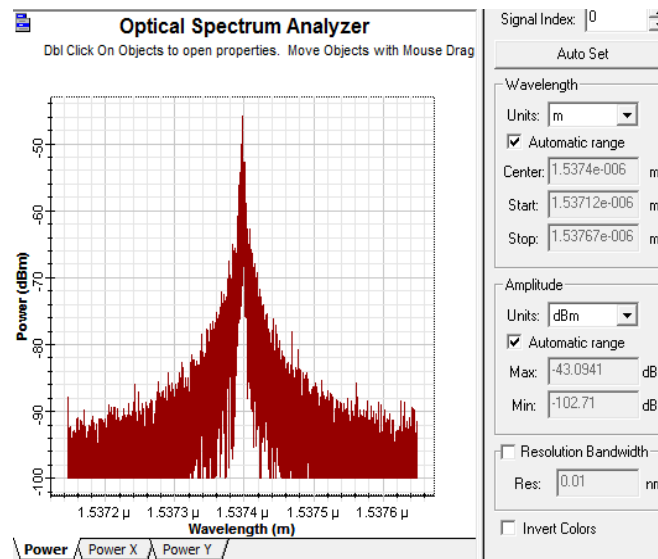 Optical Spectrum Analyzer
Dbl Click On Objects to open properties. Move Objects with Mouse Drag
Power (dBm)
-50
-60
-70
-80
-90
-100
1.5372 µ 1.5373 µ 1.5374 µ 1.5375 µ 1.5376 µ
Wavelength (m)
Power Power X Power Y
Signal Index: 0
Auto Set
Wavelength
Units: m
Automatic range
Center: 1.5374e-006 m
Start: 1.53712e-006 m
Stop: 1.53767e-006 m
Amplitude
Units: dBm
Automatic range
Max: -43.0941 dB
Min: -102.71 dB
Resolution Bandwidth
Res: 0.01 nm
Invert Colors